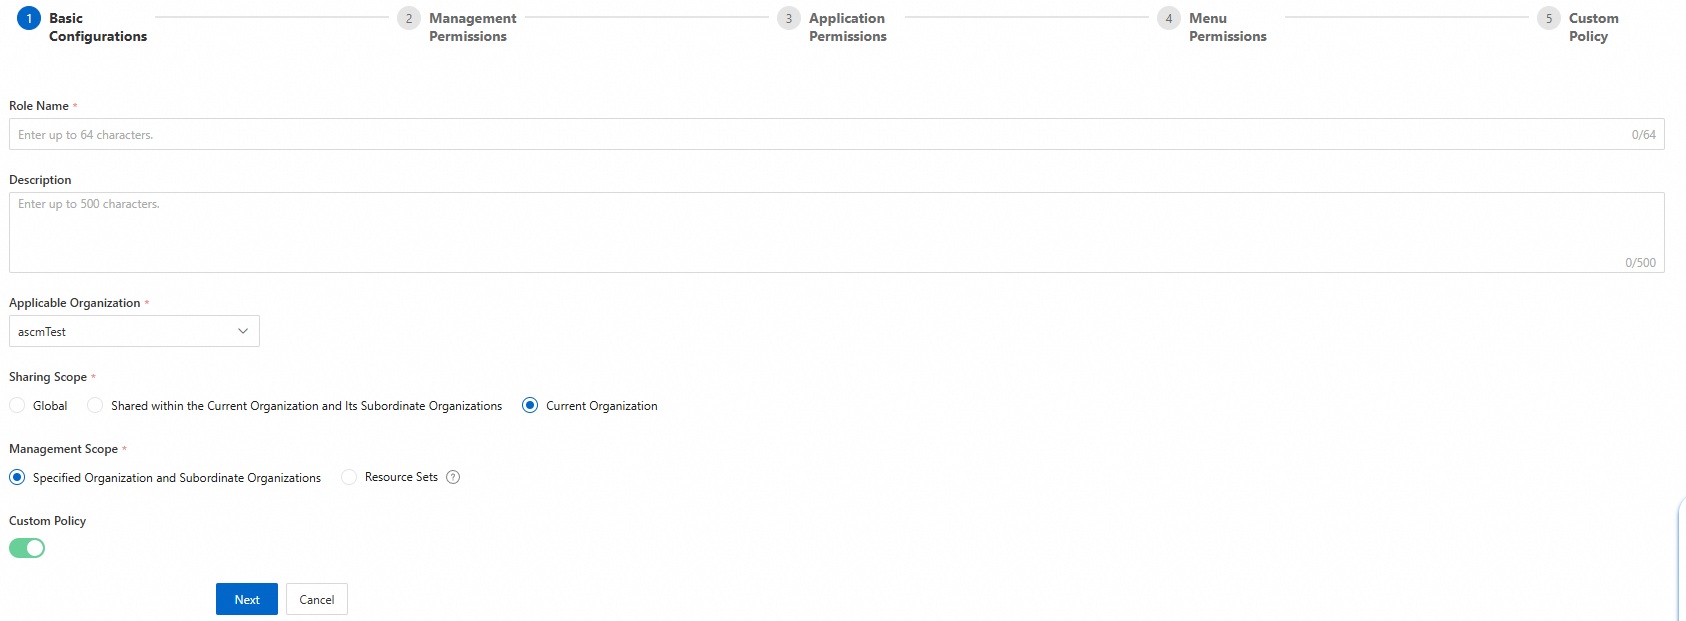 1 Basic Configurations
2 Management Permissions
3 Application Permissions
4 Menu Permissions
5 Custom Policy
Role Name *
Enter up to 64 characters. 0/64
Description
Enter up to 500 characters.
0/500
Applicable Organization *
ascmTest
Sharing Scope *
Global Shared within the Current Organization and Its Subordinate Organizations Current Organization
Management Scope *
Specified Organization and Subordinate Organizations Resource Sets ?
Custom Policy
Next Cancel